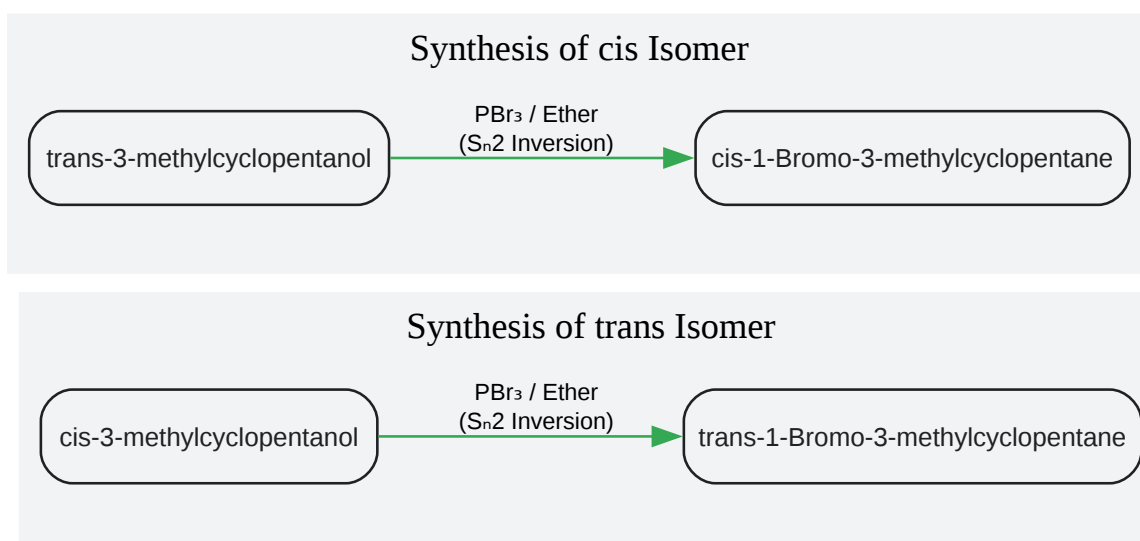 Synthesis of cis Isomer
PBr₃ / Ether
(Sₙ2 Inversion)
trans-3-methylcyclopentanol
cis-1-Bromo-3-methylcyclopentane
Synthesis of trans Isomer
PBr₃ / Ether
(Sₙ2 Inversion)
cis-3-methylcyclopentanol
trans-1-Bromo-3-methylcyclopentane